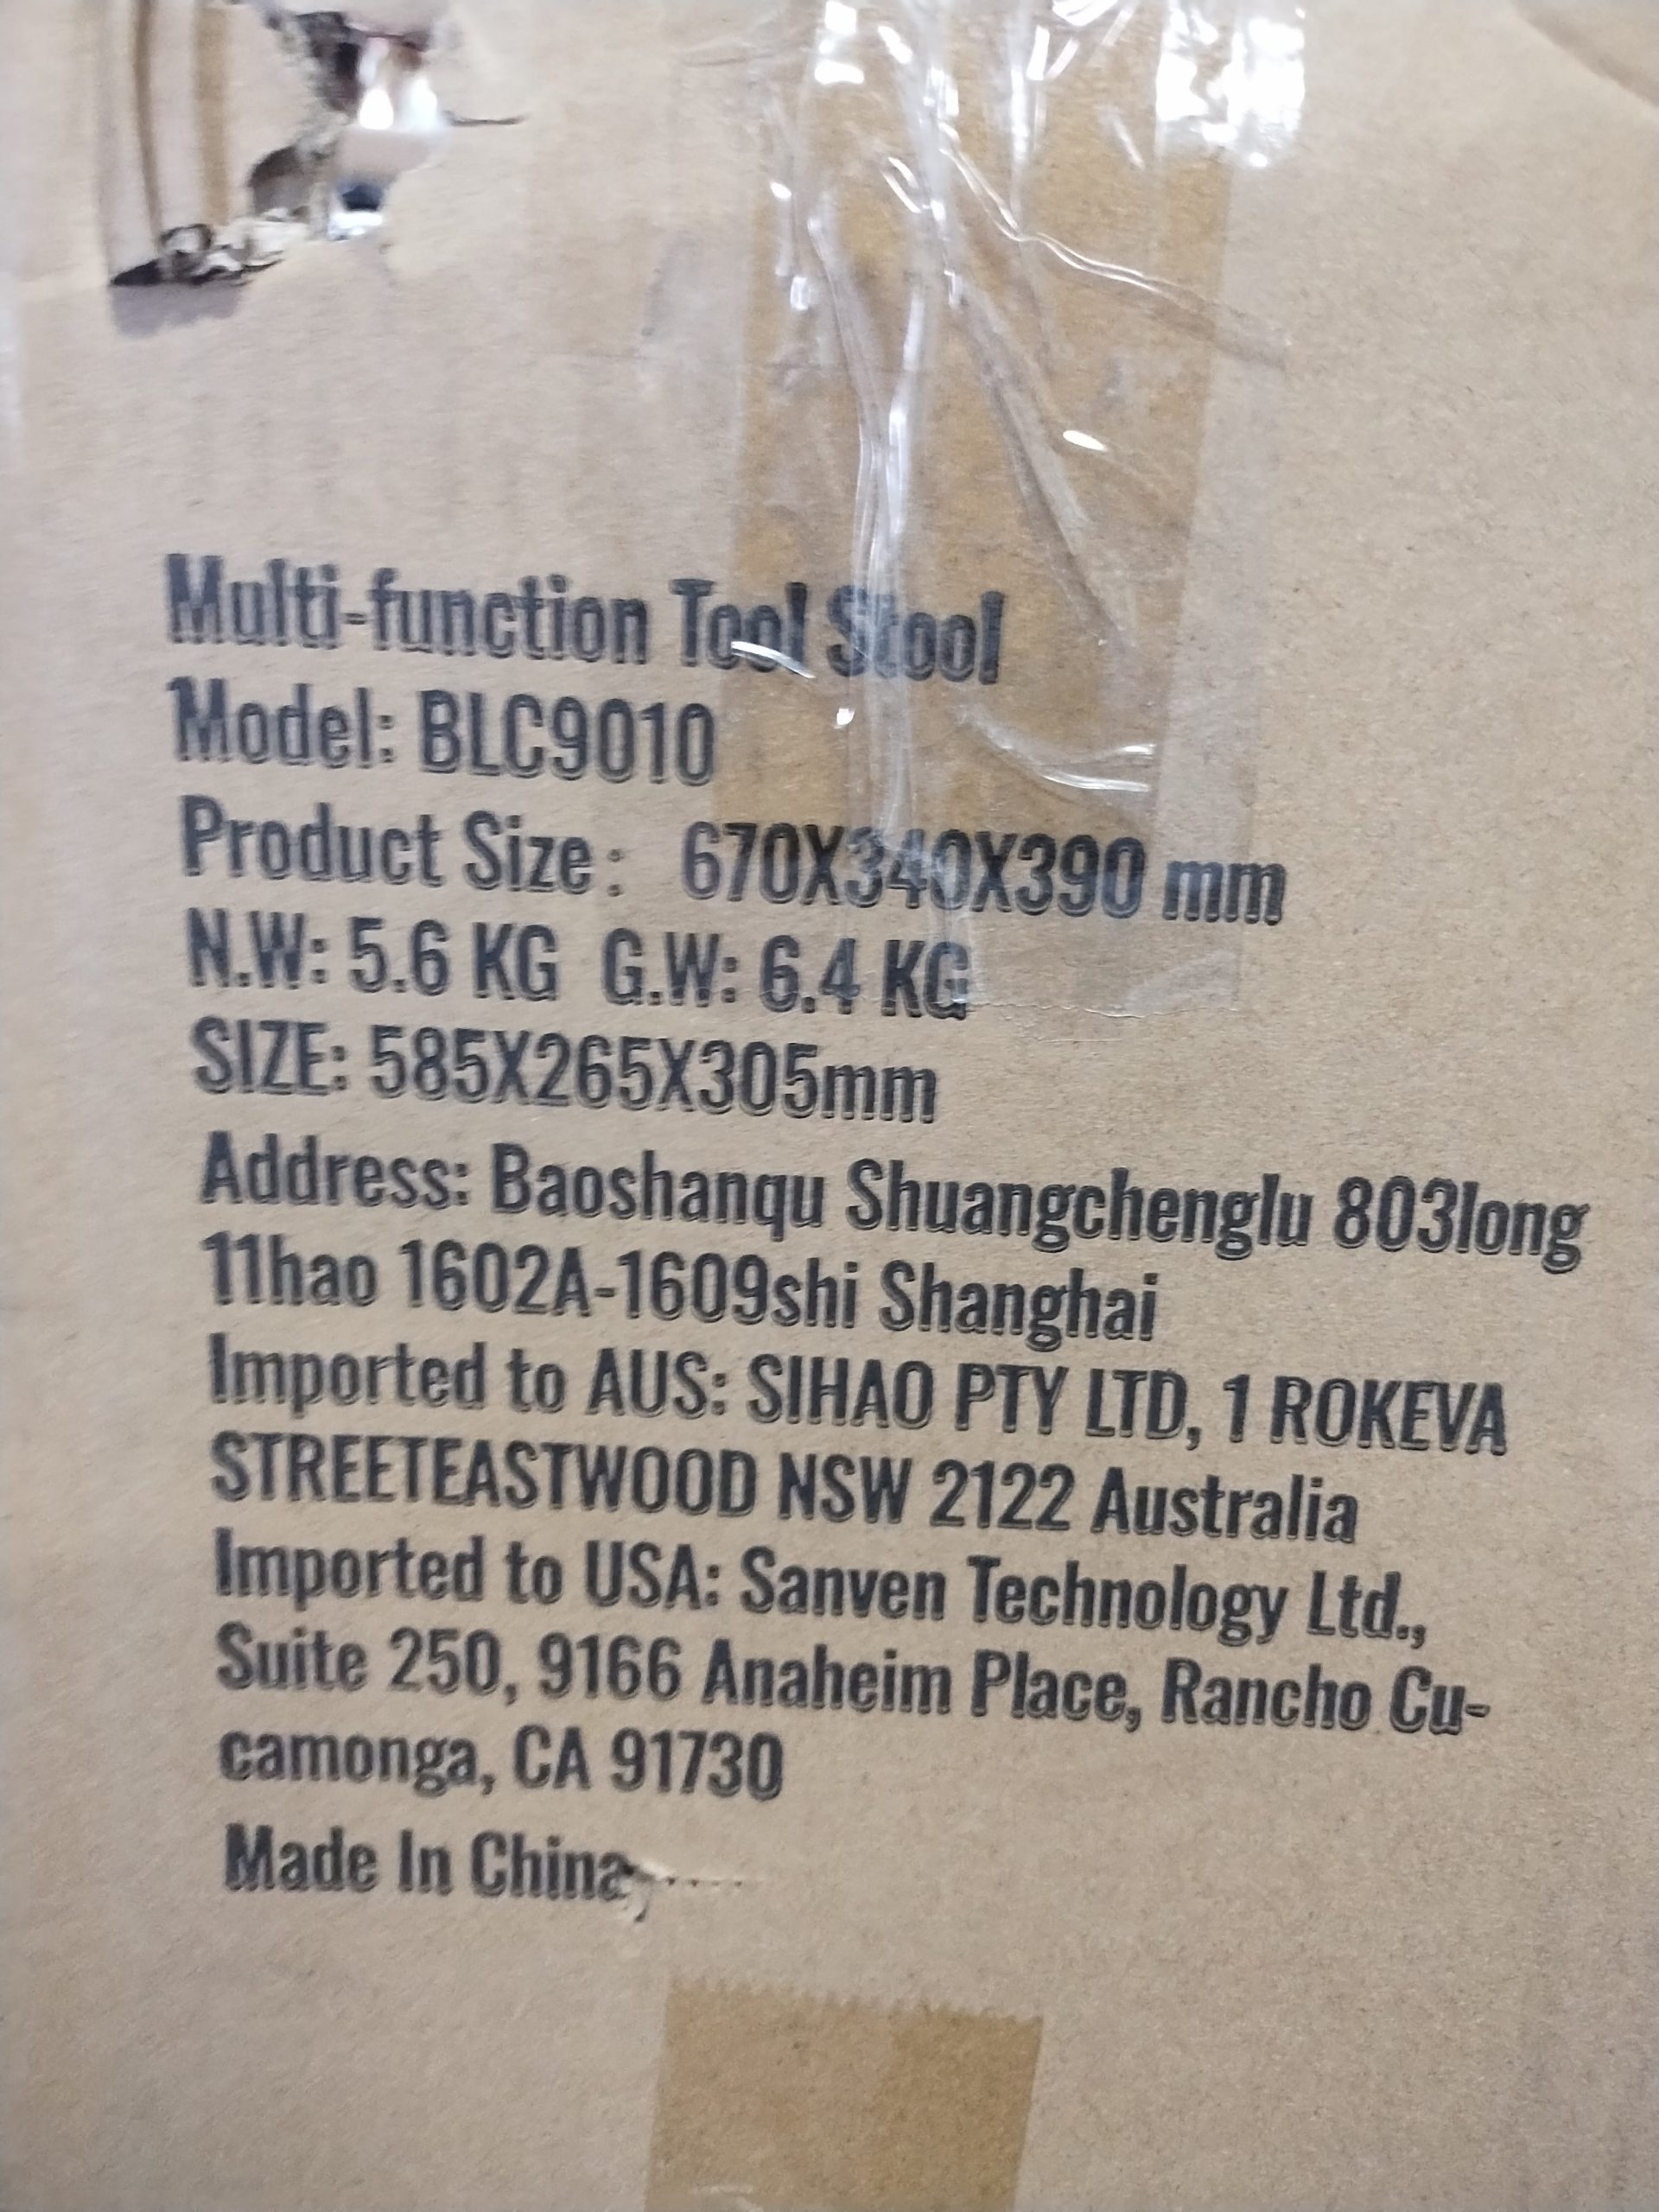 Multi-function Tool Stool
Model: BLC9010
Product Size: 670X340X390 mm
N.W: 5.6 KG G.W: 6.4 KG
SIZE: 585X265X305mm
Address: Baoshanqu Shuangchenglu 803long
11hao 1602A-1609shi Shanghai
Imported to AUS: SIHAO PTY LTD, 1 ROKEVA
STREETEASTWOOD NSW 2122 Australia
Imported to USA: Sanven Technology Ltd.,
Suite 250, 9166 Anaheim Place, Rancho Cu-
camonga, CA 91730
Made In China